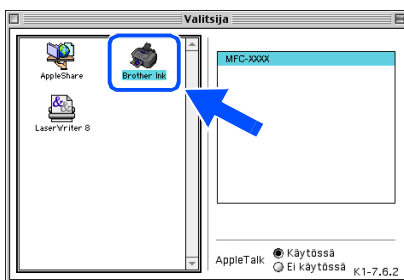 Valitsija
AppleShare
Brother Ink
LaserWriter 8
MFC-XXXX
AppleTalk
Käytössä
Ei käytössä
K1-7.6.2